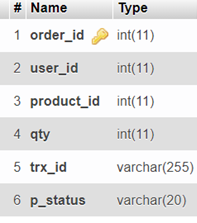 # Name Type
1 order_id int(11)
2 user_id int(11)
3 product_id int(11)
4 qty int(11)
5 trx_id varchar(255)
6 p_status varchar(20)